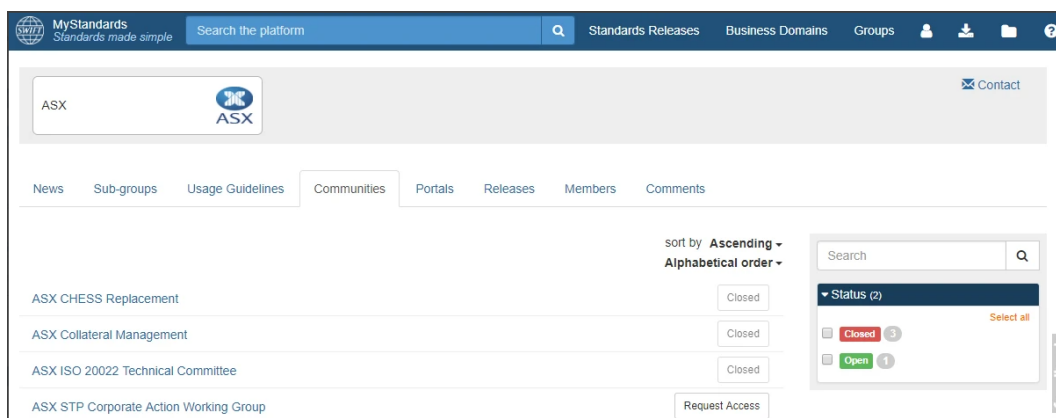 SWIFT
MyStandards
Standards made simple
Search the platform
Standards Releases
Business Domains
Groups
?
ASX
ASX
Contact
News
Sub-groups
Usage Guidelines
Communities
Portals
Releases
Members
Comments
sort by Ascending
Alphabetical order
Search
ASX CHESS Replacement
Closed
ASX Collateral Management
Closed
ASX ISO 20022 Technical Committee
Closed
ASX STP Corporate Action Working Group
Request Access
Status (2)
Select all
Closed 3
Open 1